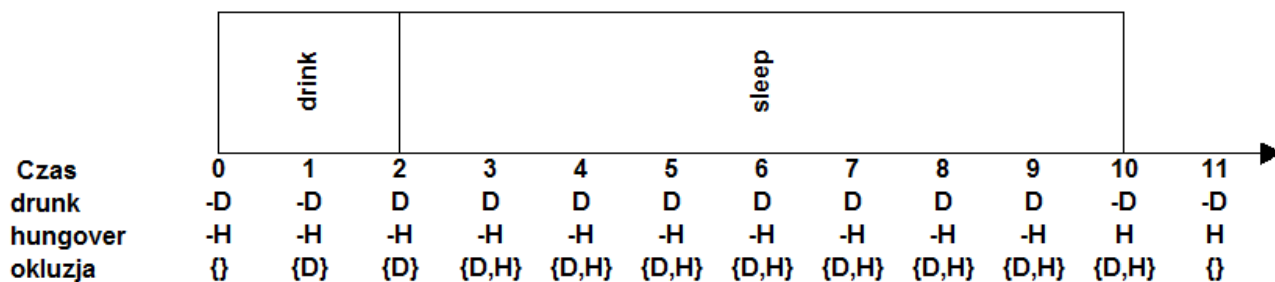 drink
sleep
Czas 0 1 2 3 4 5 6 7 8 9 10 11
drunk -D -D D D D D D D D D -D -D
hungover -H -H -H -H -H -H -H -H -H -H H H
okluzja {} {D} {D} {D,H} {D,H} {D,H} {D,H} {D,H} {D,H} {D,H} {D,H} {}